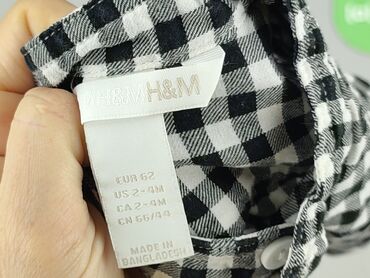 H&M H&M
EUR 62
US 2-4M
CA 2-4M
CN 66/44
MADE IN
BANGLADESH